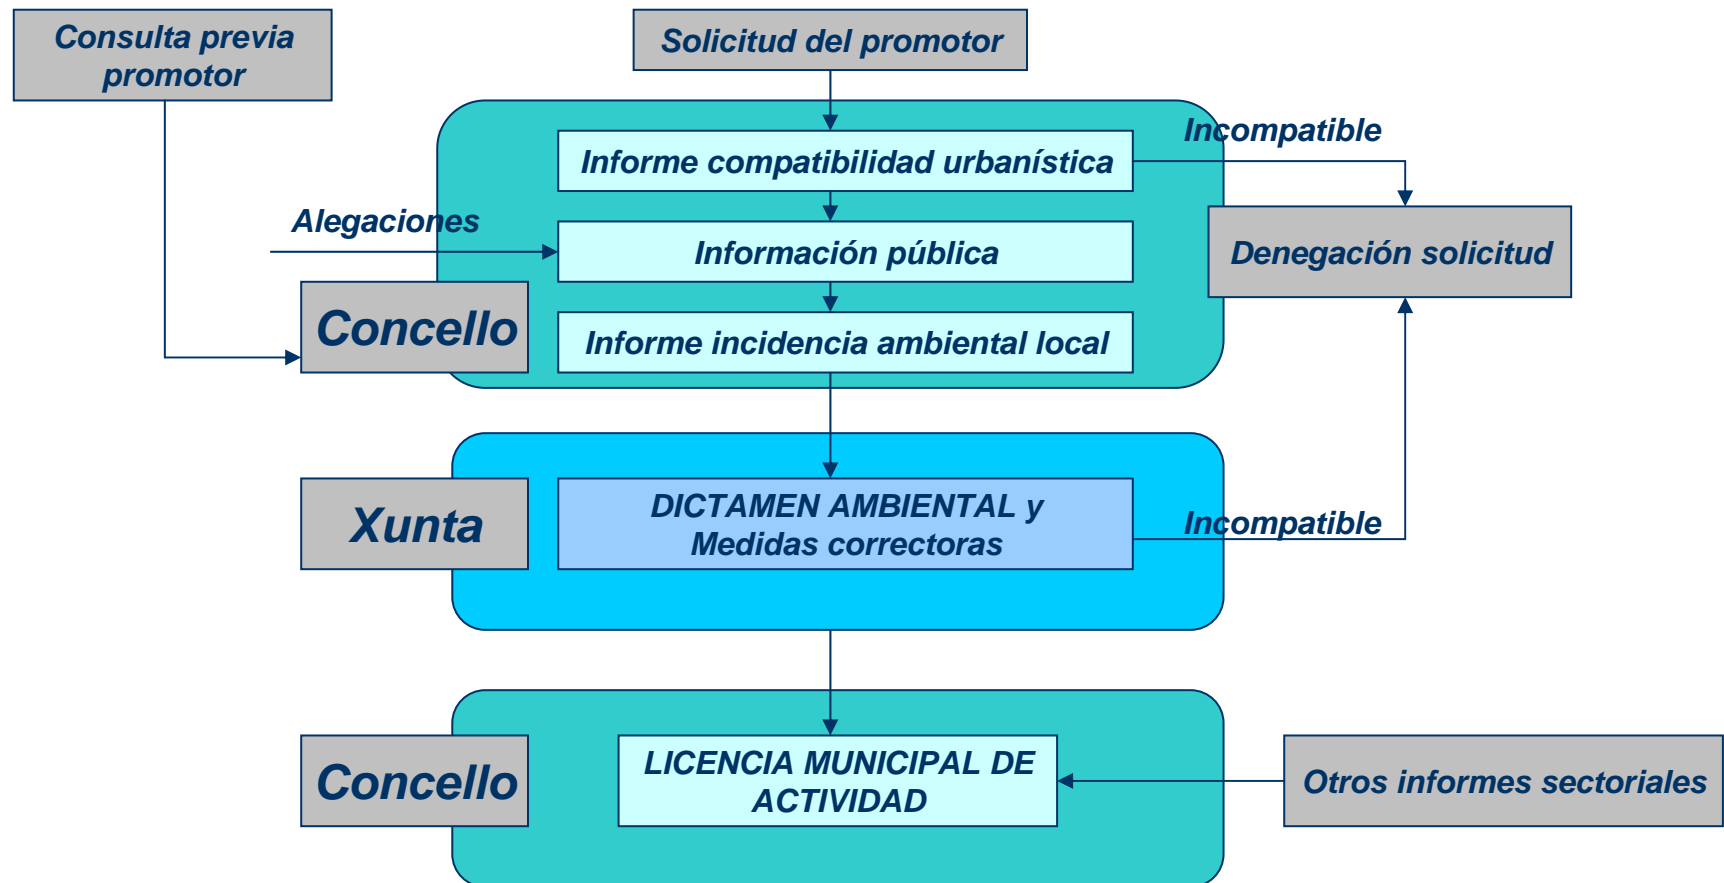 Consulta previa
promotor
Solicitud del promotor
Incompatible
Informe compatibilidad urbanística
Alegaciones
Información pública
Denegación solicitud
Concello
Informe incidencia ambiental local
Xunta
DICTAMEN AMBIENTAL y
Medidas correctoras
Incompatible
Concello
LICENCIA MUNICIPAL DE
ACTIVIDAD
Otros informes sectoriales